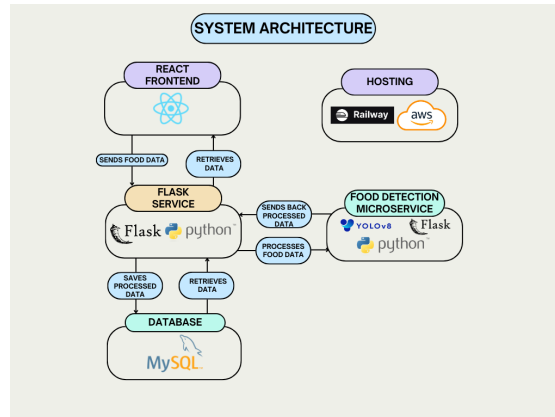 SYSTEM ARCHITECTURE
REACT
FRONTEND
HOSTING
Railway
aws
SENDS FOOD DATA
RETRIEVES
DATA
FLASK
SERVICE
Flask
python
SENDS BACK
PROCESSED
DATA
PROCESSES
FOOD DATA
FOOD DETECTION
MICROSERVICE
YOLOv8
Flask
python
SAVES
PROCESSED
DATA
RETRIEVES
DATA
DATABASE
MySQL